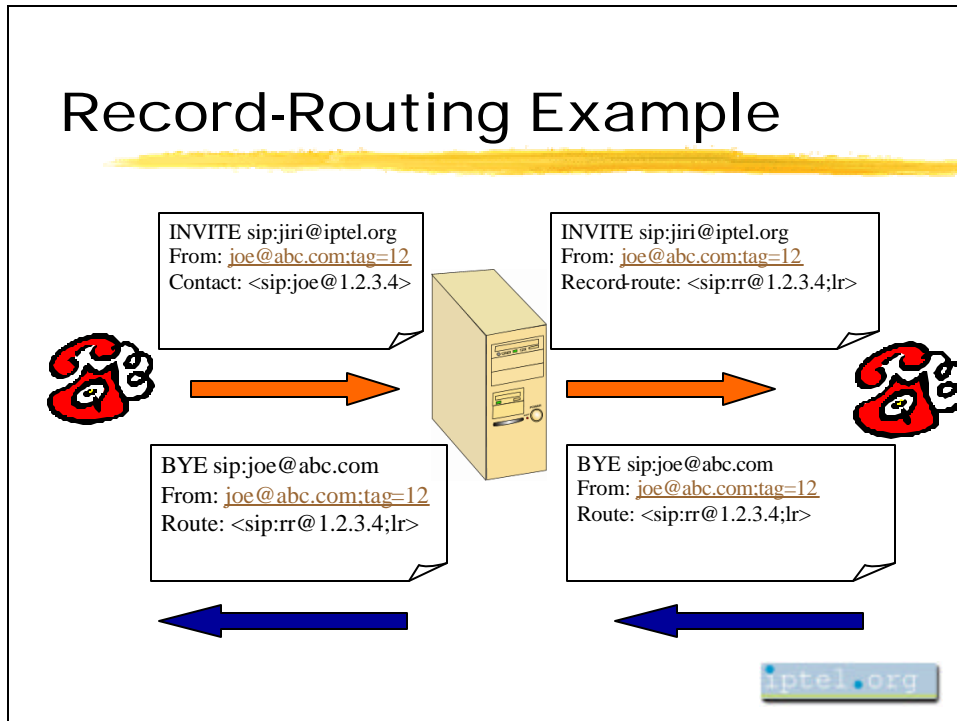 Record-Routing Example
INVITE sip:jiri@iptel.org
From: joe@abc.com;tag=12
Contact: <sip:joe@1.2.3.4>
INVITE sip:jiri@iptel.org
From: joe@abc.com;tag=12
Record-route: <sip:rr@1.2.3.4;lr>
BYE sip:joe@abc.com
From: joe@abc.com;tag=12
Route: <sip:rr@1.2.3.4;lr>
BYE sip:joe@abc.com
From: joe@abc.com;tag=12
Route: <sip:rr@1.2.3.4;lr>
iptel.org